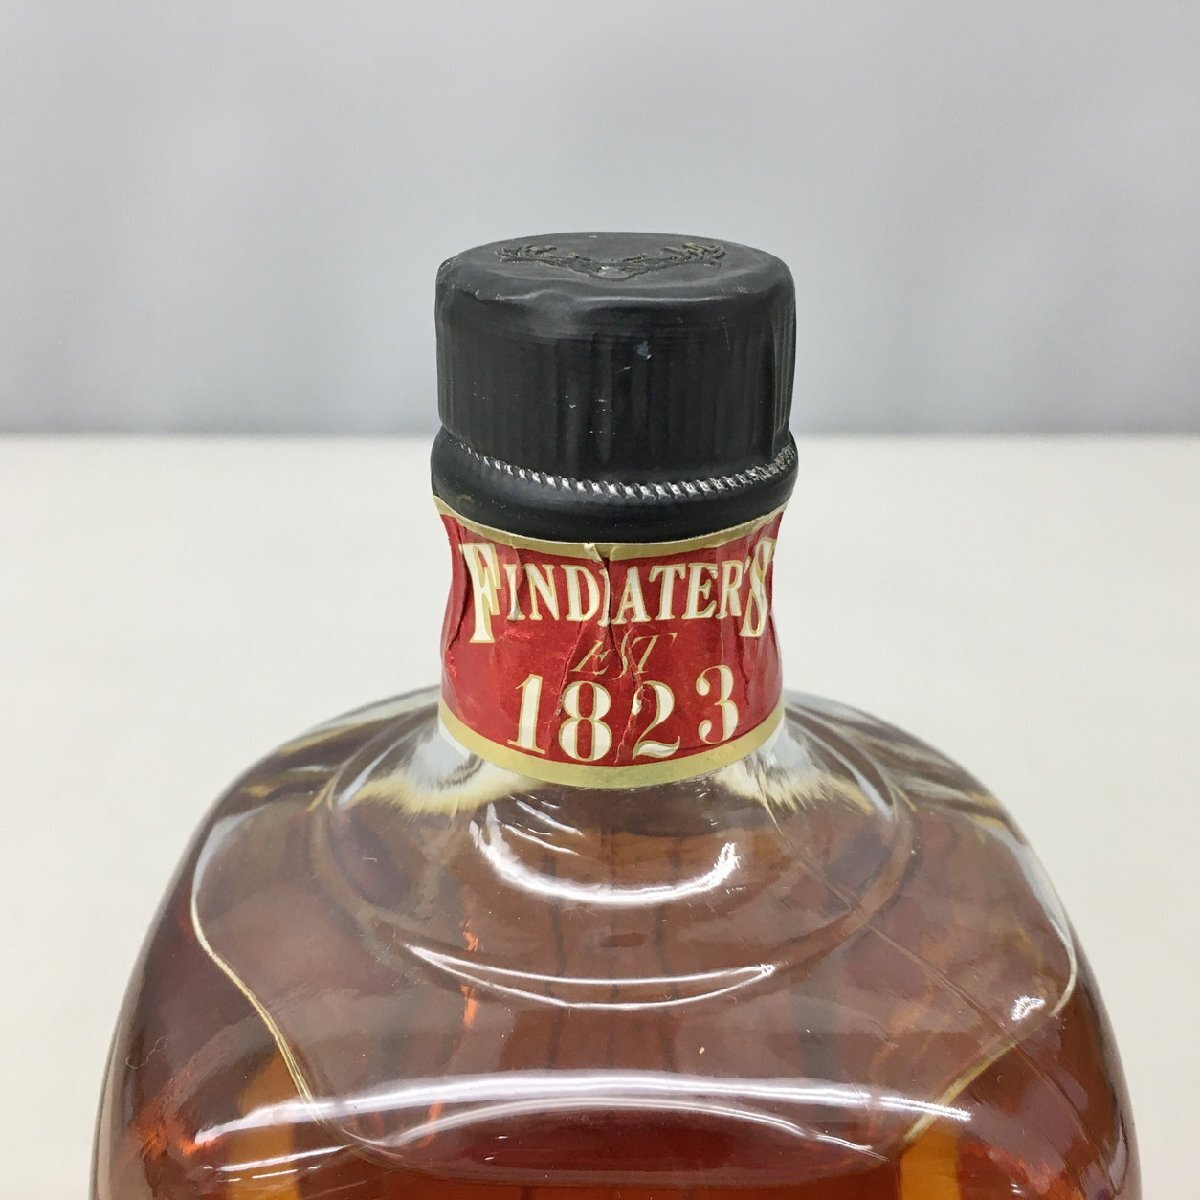 FINDLATER'S
EST
1823